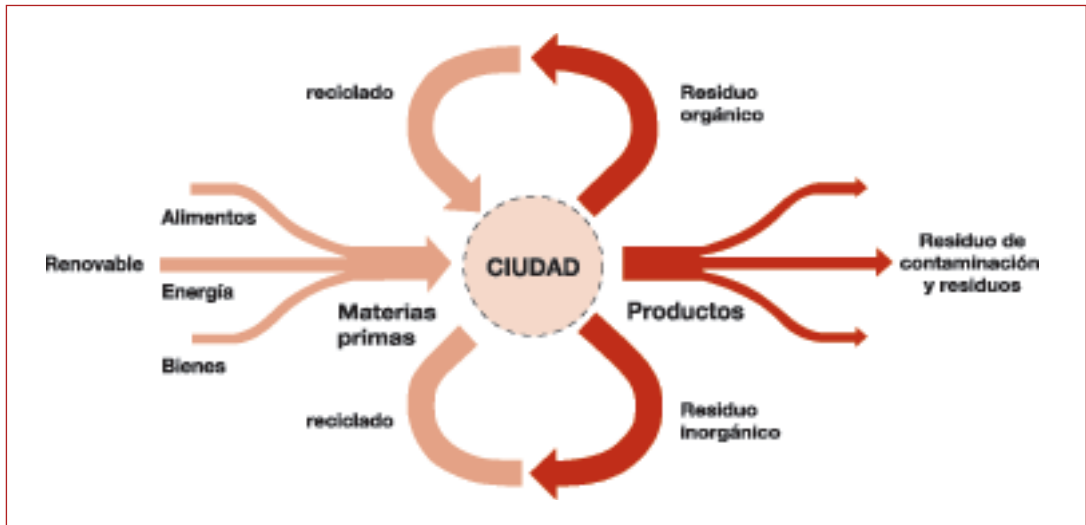 reciclado
Residuo
orgánico
Alimentos
Renovable
Energía
Bienes
Materias
primas
CIUDAD
Productos
Residuo de
contaminación
y residuos
reciclado
Residuo
inorgánico